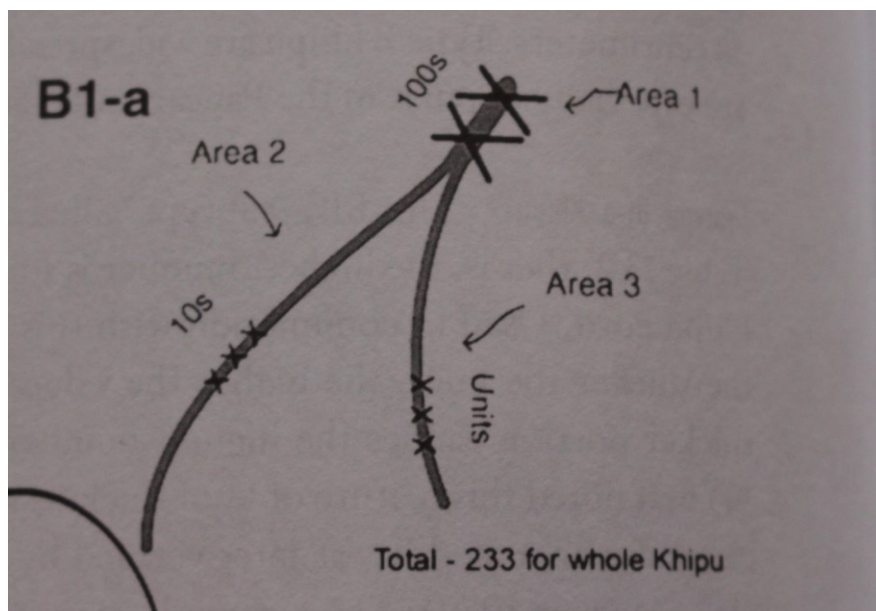 B1-a
100s
Area 1
Area 2
Area 3
10s
Units
Total - 233 for whole Khipu